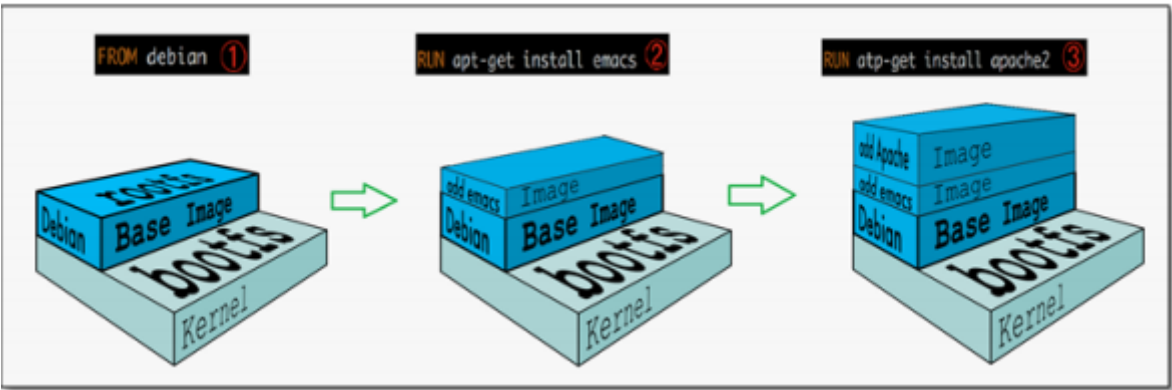 FROM debian ①
RUN apt-get install emacs ②
RUN atp-get install apache2 ③
rootfs
Debian
Base Image
bootfs
Kernel
add emacs
Image
Debian
Base Image
bootfs
Kernel
add Apache
Image
add emacs
Image
Debian
Base Image
bootfs
Kernel